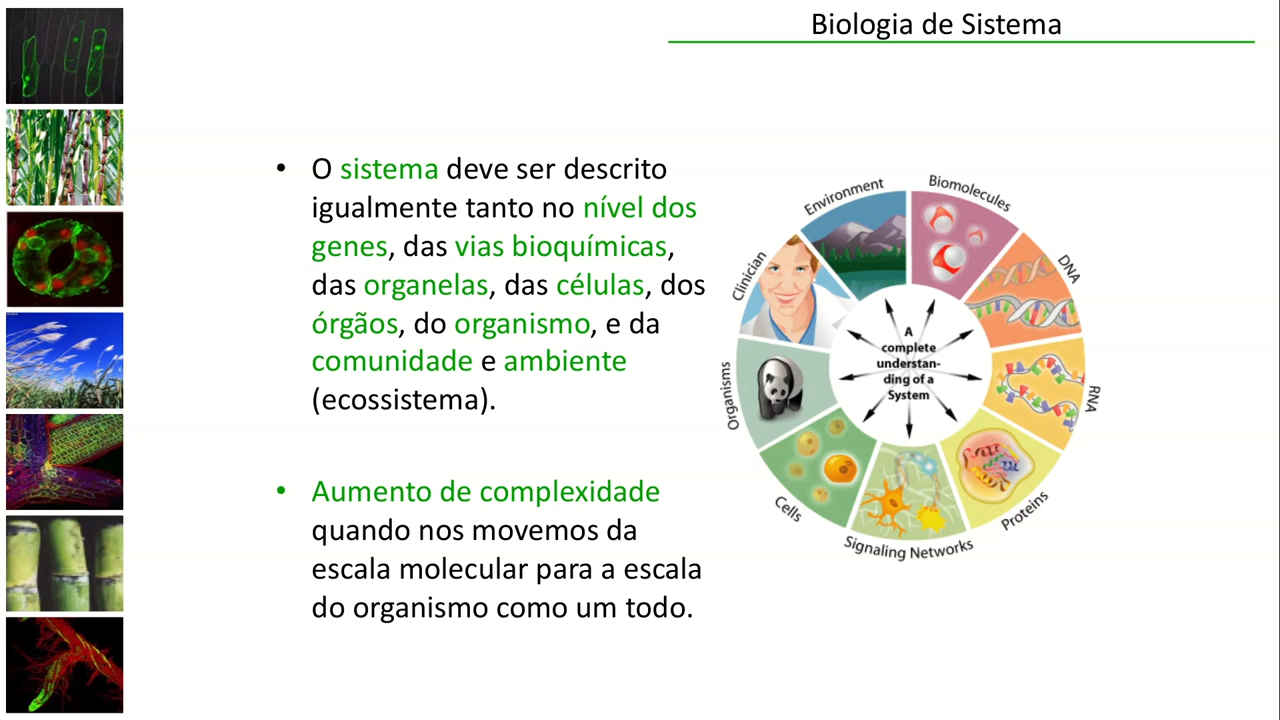 Biologia de Sistema
• O sistema deve ser descrito
igualmente tanto no nível dos
genes, das vias bioquímicas,
das organelas, das células, dos
órgãos, do organismo, e da
comunidade e ambiente
(ecossistema).
• Aumento de complexidade
quando nos movemos da
escala molecular para a escala
do organismo como um todo.
Environment
Biomolecules
DNA
RNA
Proteins
Signaling Networks
Cells
Organisms
Clinician
A
complete
understan-
ding of a
System